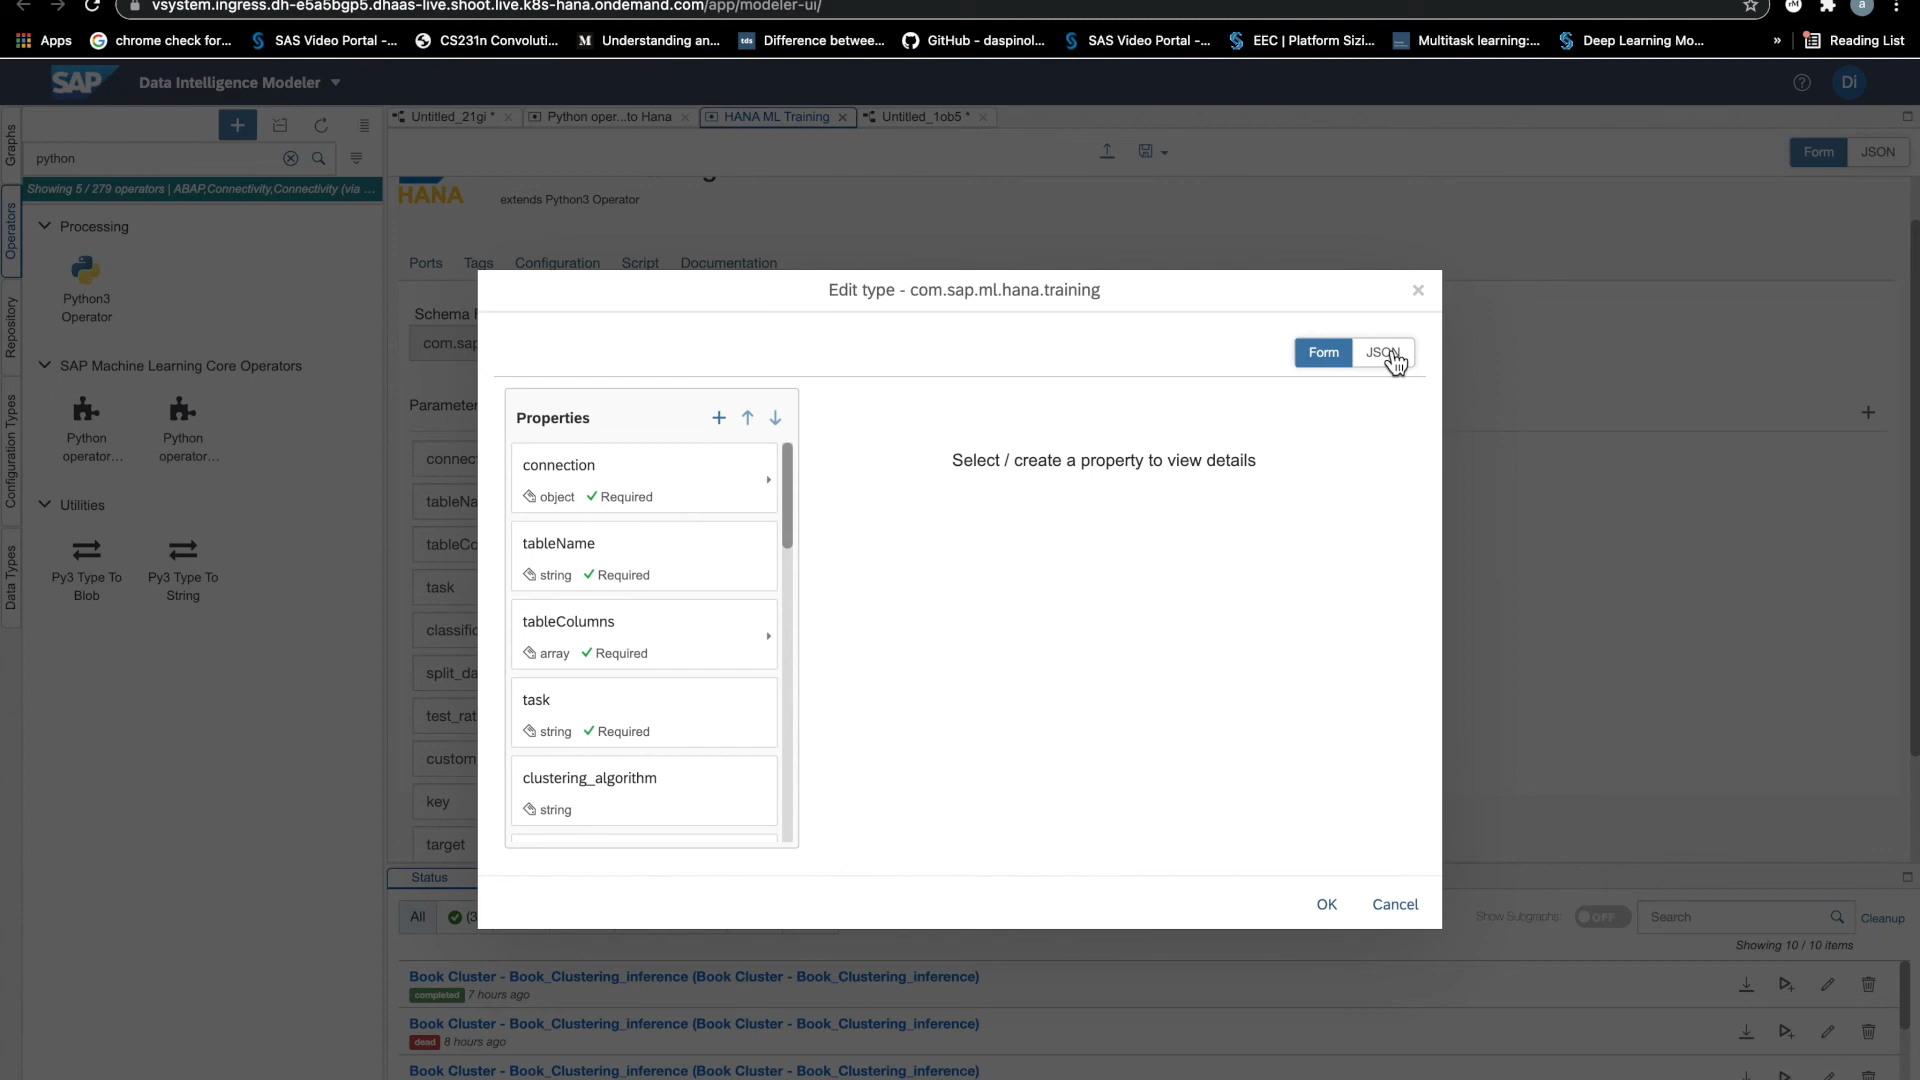 vsystem.ingress.dh-e5a5bgp5.dhaas-live.shoot.live.k8s-hana.ondemand.com/app/modeler-ui/
Apps
chrome check for...
SAS Video Portal -...
CS231n Convoluti...
Understanding an...
Difference betwee...
GitHub - daspinol...
SAS Video Portal -...
EEC | Platform Sizi...
Multitask learning:...
Deep Learning Mo...
»
Reading List
SAP
Data Intelligence Modeler
Di
Untitled_21gi *
Python oper...to Hana
HANA ML Training
Untitled_1ob5 *
Graphs
Operators
Repository
Configuration Types
Data Types
python
Showing 5 / 279 operators | ABAP,Connectivity,Connectivity (via ...
Processing
Python3
Operator
SAP Machine Learning Core Operators
Python
operator...
Python
operator...
Utilities
Py3 Type To
Blob
Py3 Type To
String
Form
JSON
HANA
extends Python3 Operator
Ports
Tags
Configuration
Script
Documentation
Schema
com.sap
Parameter
connec
tableNa
tableCo
task
classific
split_da
test_rat
custom
key
target
Edit type - com.sap.ml.hana.training
Form
JSON
Properties
connection
object
Required
tableName
string
Required
tableColumns
array
Required
task
string
Required
clustering_algorithm
string
Select / create a property to view details
OK
Cancel
Status
All
(3
Show Subgraphs:
OFF
Search
Cleanup
Showing 10 / 10 items
Book Cluster - Book_Clustering_inference (Book Cluster - Book_Clustering_inference)
completed
7 hours ago
Book Cluster - Book_Clustering_inference (Book Cluster - Book_Clustering_inference)
dead
8 hours ago
Book Cluster - Book_Clustering_inference (Book Cluster - Book_Clustering_inference)